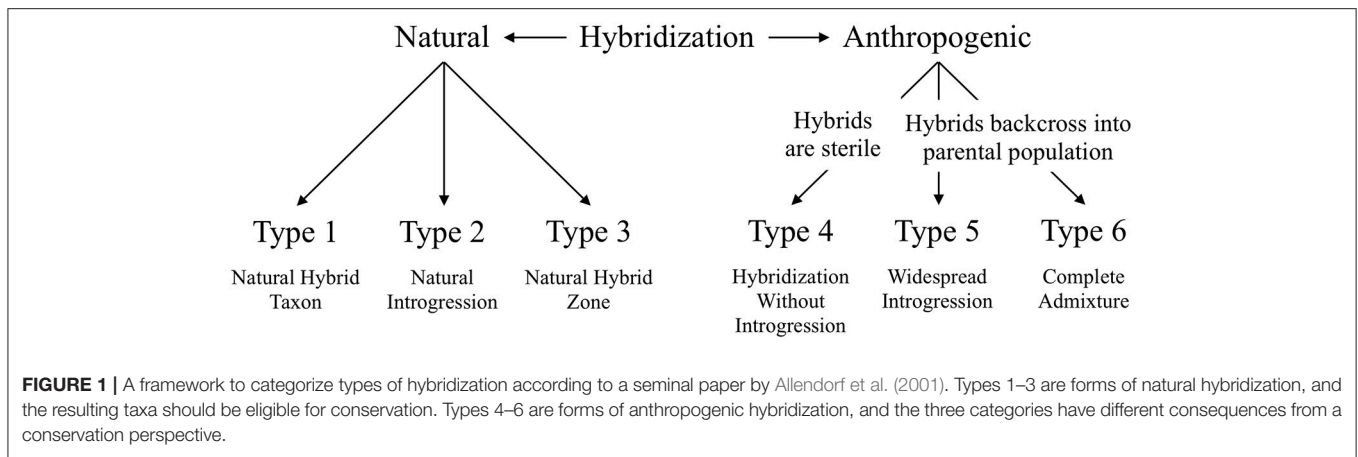 Natural Hybridization Anthropogenic
Hybrids
are sterile
Hybrids backcross into
parental population
Type 1
Natural Hybrid
Taxon
Type 2
Natural
Introgression
Type 3
Natural Hybrid
Zone
Type 4
Hybridization
Without
Introgression
Type 5
Widespread
Introgression
Type 6
Complete
Admixture
FIGURE 1 | A framework to categorize types of hybridization according to a seminal paper by Allendorf et al. (2001). Types 1–3 are forms of natural hybridization, and
the resulting taxa should be eligible for conservation. Types 4–6 are forms of anthropogenic hybridization, and the three categories have different consequences from a
conservation perspective.